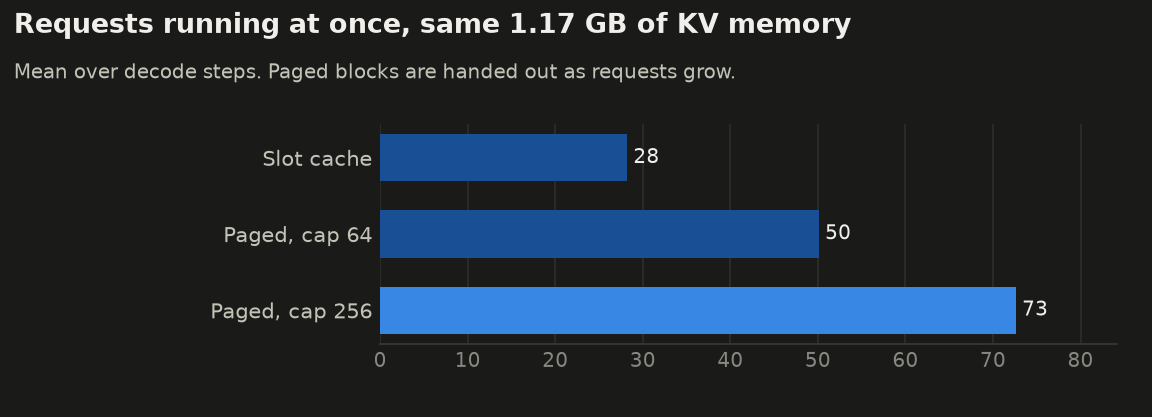 Requests running at once, same 1.17 GB of KV memory
Mean over decode steps. Paged blocks are handed out as requests grow.
Slot cache 28
Paged, cap 64 50
Paged, cap 256 73
0 10 20 30 40 50 60 70 80